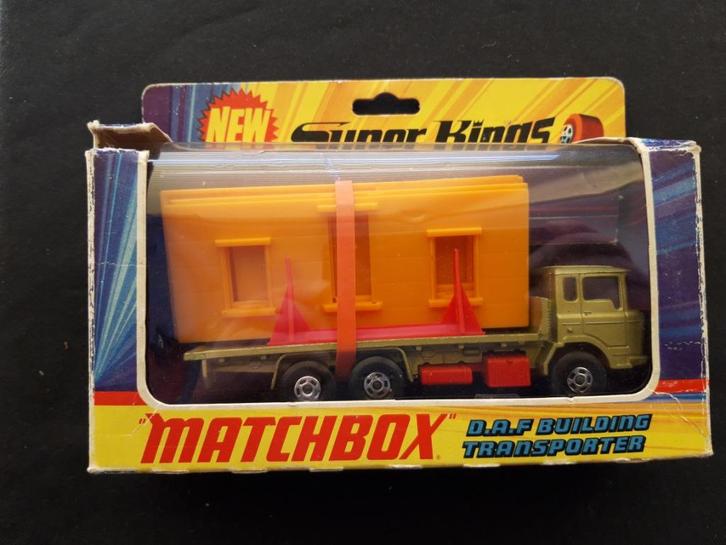 NEW
Super Kings
"MATCHBOX"
D.A.F BUILDING
TRANSPORTER